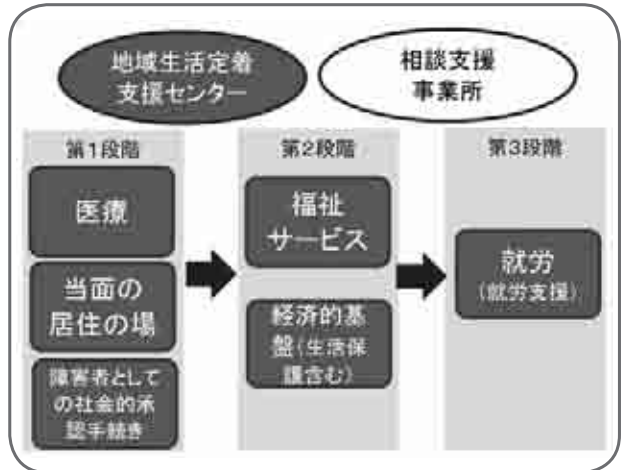 地域生活定着
支援センター
相談支援
事業所
第1段階
医療
当面の
居住の場
障害者として
の社会的承
認手続き
第2段階
福祉
サービス
経済的基
盤(生活保
護含む)
第3段階
就労
(就労支援)